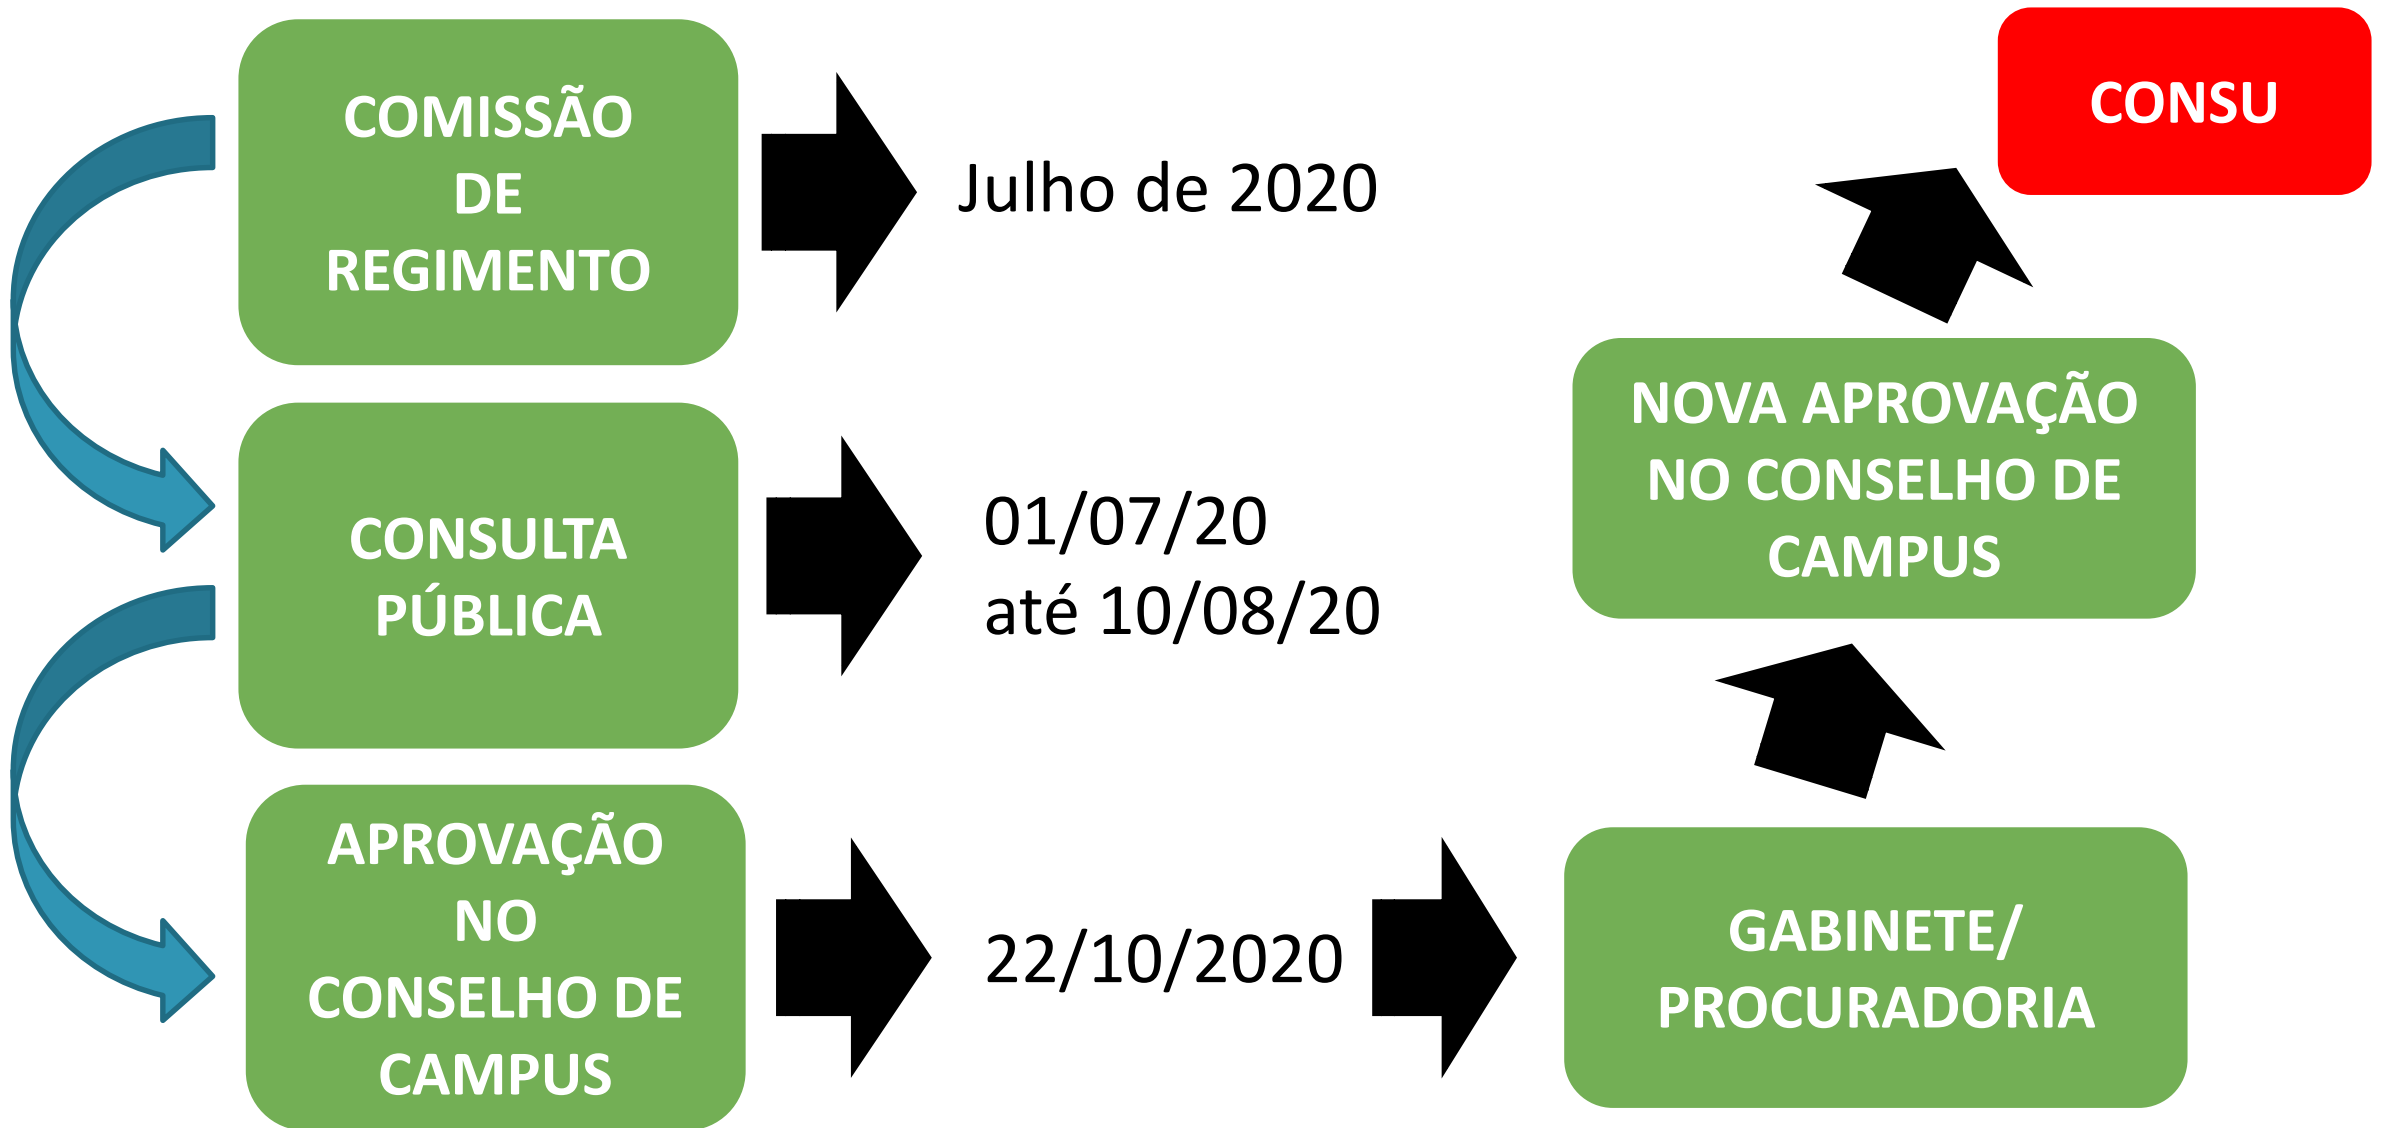 COMISSÃO
DE
REGIMENTO
Julho de 2020
CONSULTA
PÚBLICA
01/07/20
até 10/08/20
APROVAÇÃO
NO
CONSELHO DE
CAMPUS
22/10/2020
GABINETE/
PROCURADORIA
NOVA APROVAÇÃO
NO CONSELHO DE
CAMPUS
CONSU